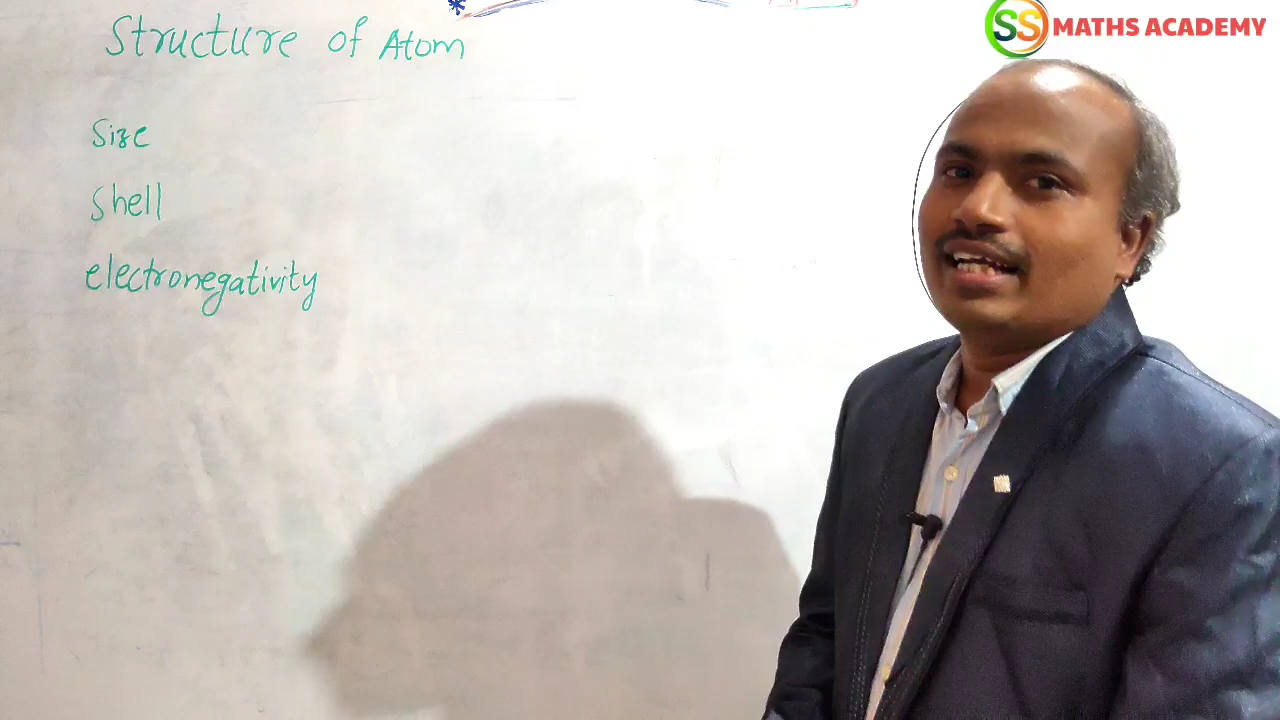 SS MATHS ACADEMY
Structure of Atom
Size
Shell
electronegativity